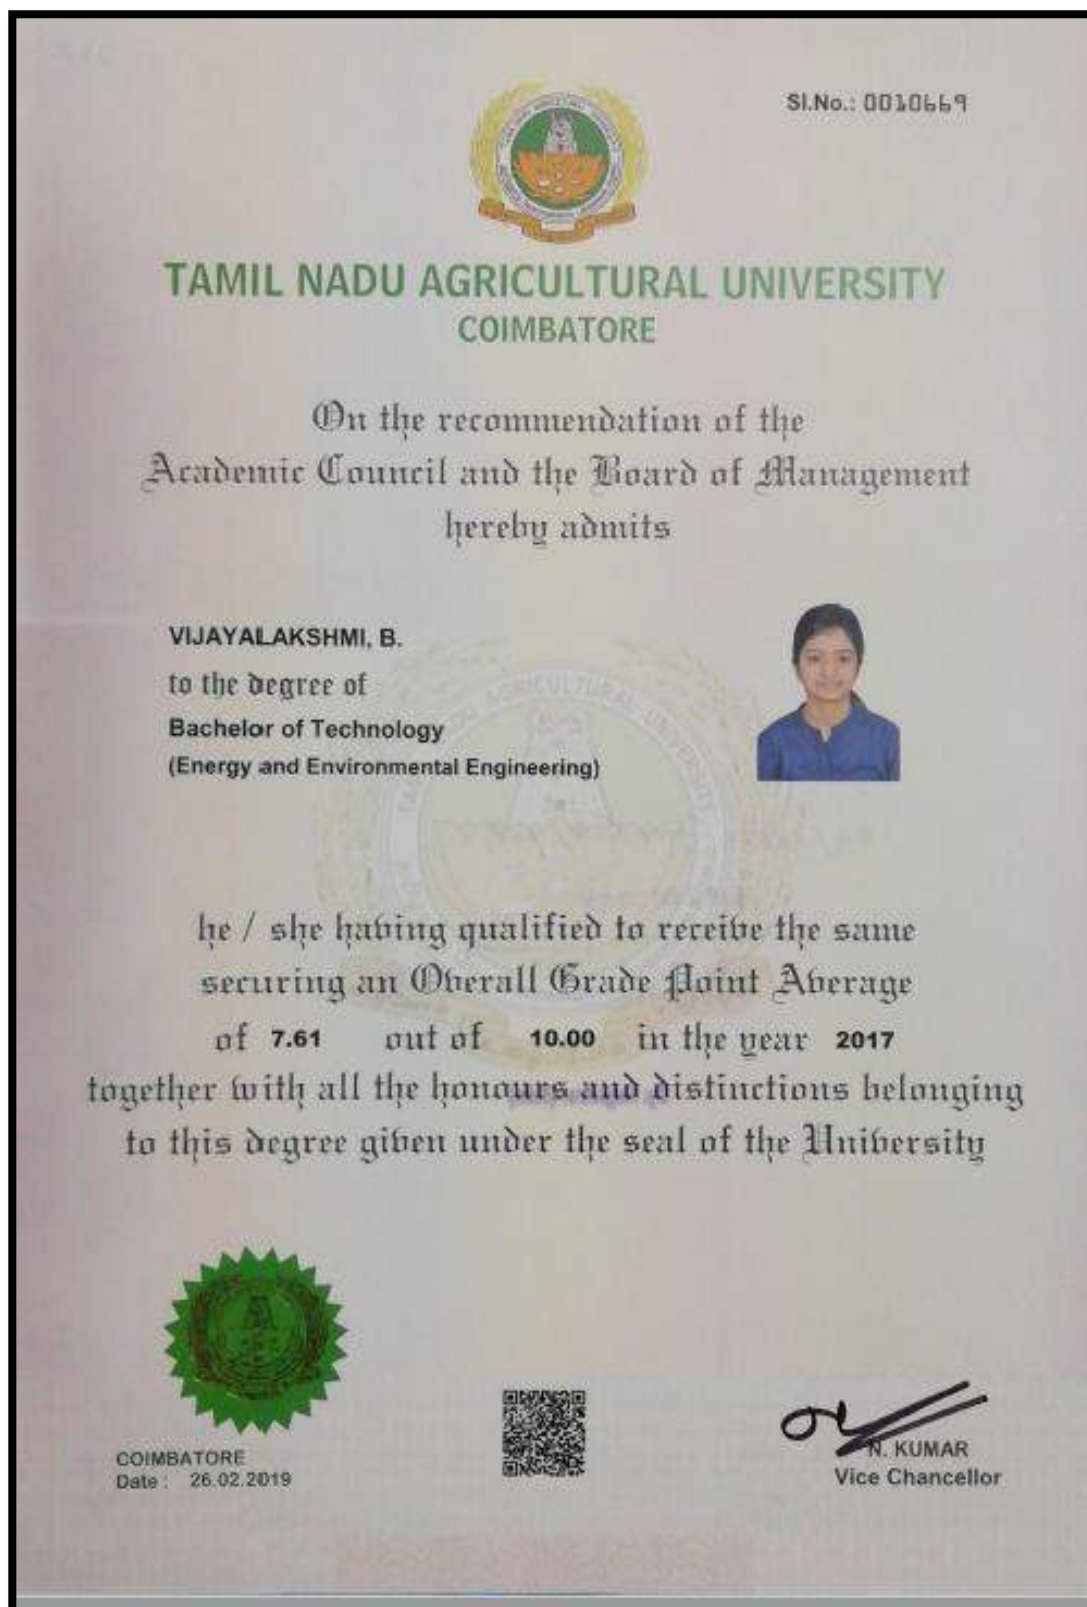 Sl.No.: 0010669
TAMIL NADU AGRICULTURAL UNIVERSITY
COIMBATORE
On the recommendation of the
Academic Council and the Board of Management
hereby admits
VIJAYALAKSHMI, B.
to the degree of
Bachelor of Technology
(Energy and Environmental Engineering)
he / she having qualified to receive the same
securing an Overall Grade Point Average
of 7.61 out of 10.00 in the year 2017
together with all the honours and distinctions belonging
to this degree given under the seal of the University
COIMBATORE
Date : 26.02.2019
N. KUMAR
Vice Chancellor